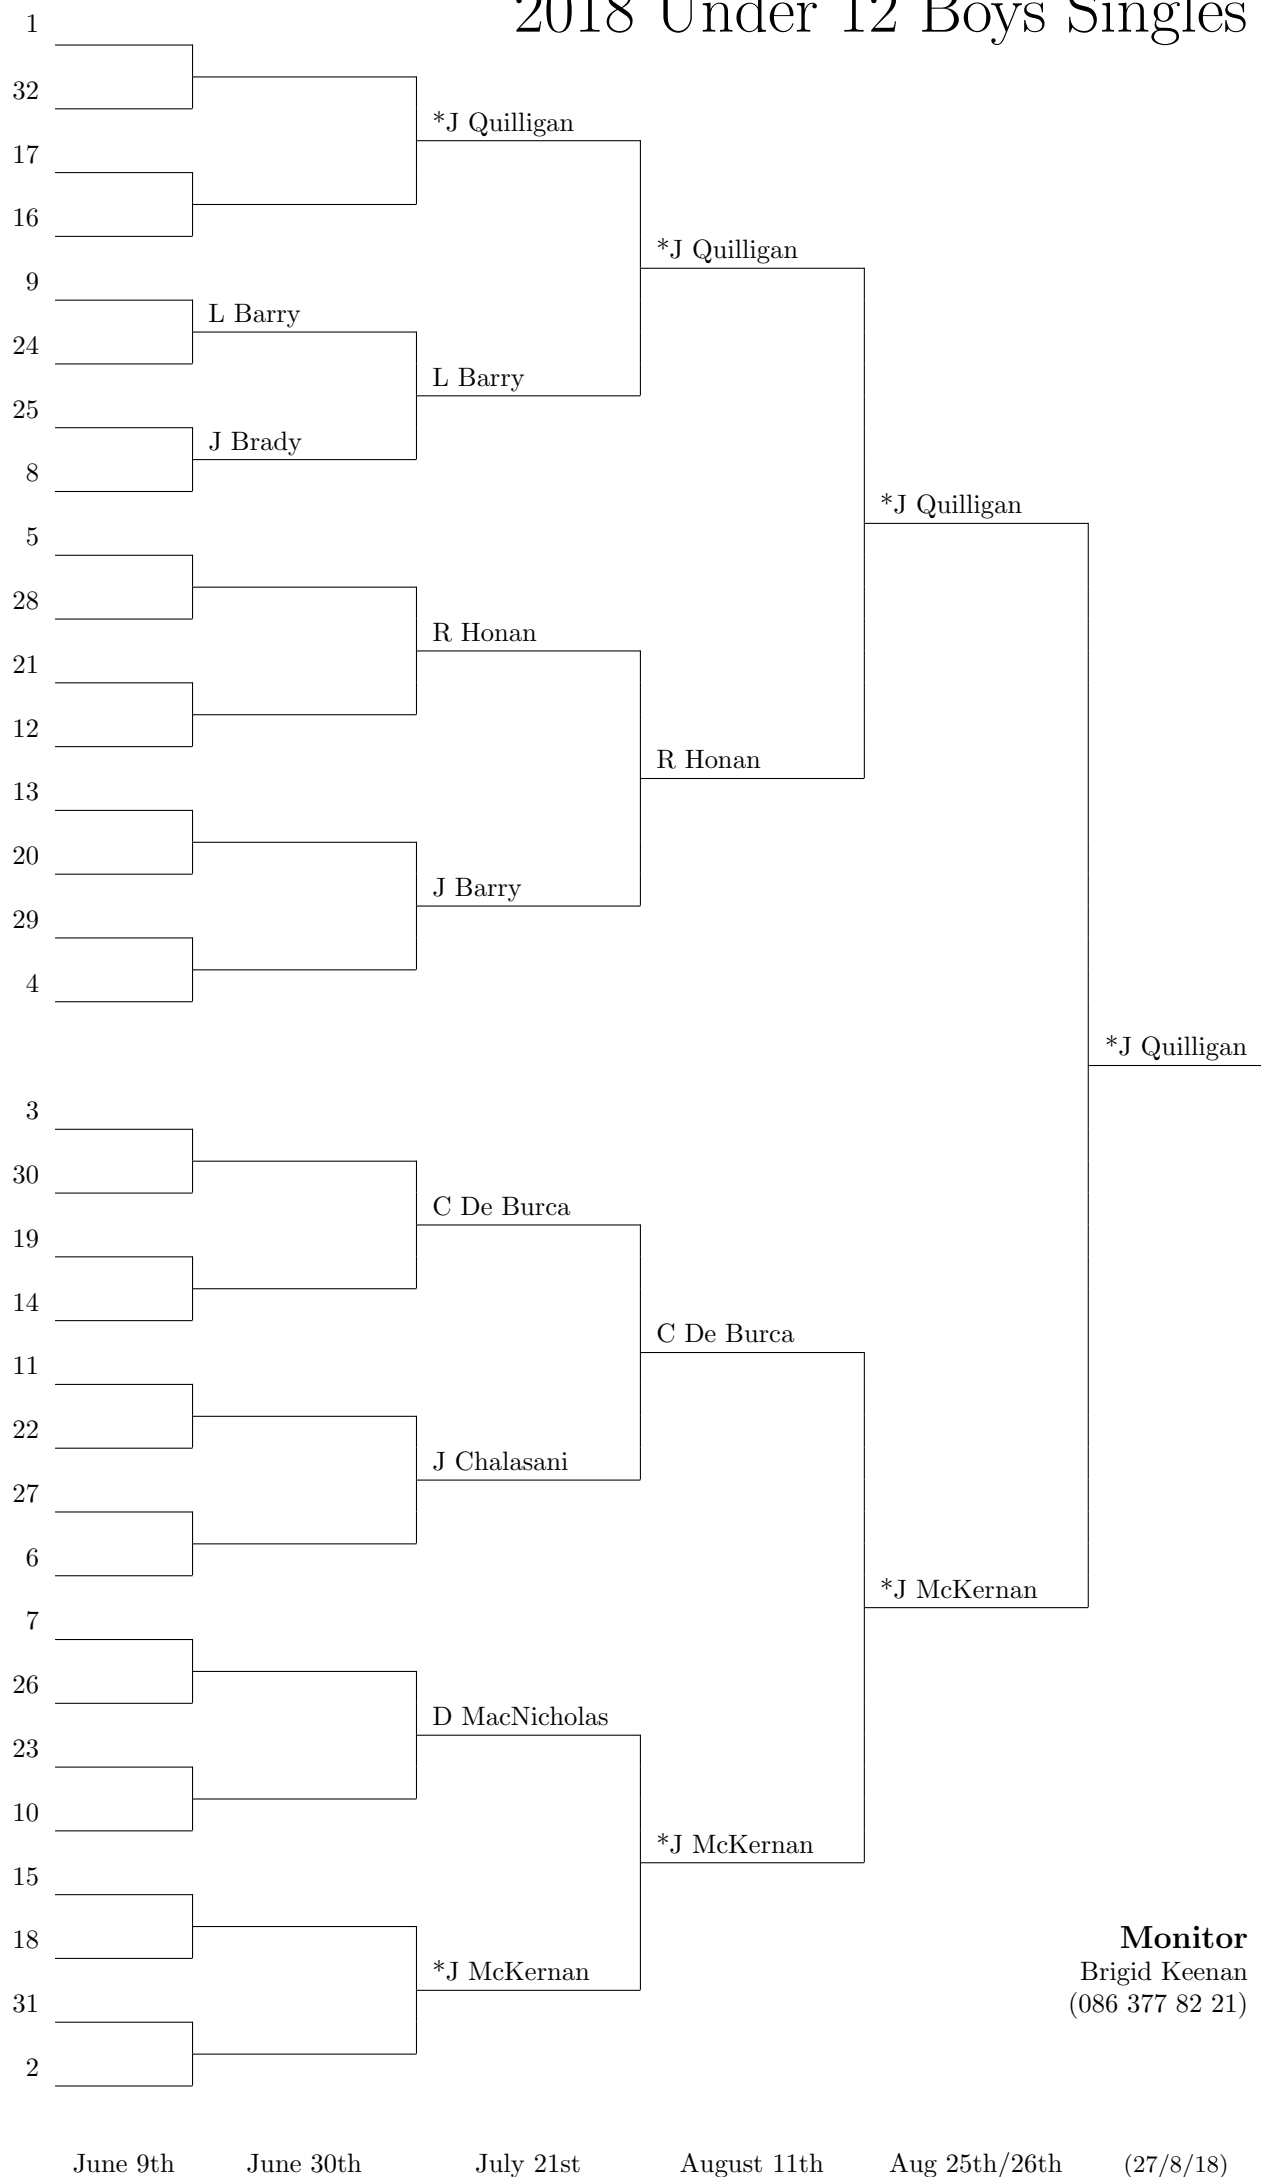 2018 Under 12 Boys Singles
1
32
*J Quilligan
17
16
*J Quilligan
9
L Barry
24
L Barry
25
J Brady
8
*J Quilligan
5
28
R Honan
21
12
R Honan
13
20
J Barry
29
4
*J Quilligan
3
30
C De Burca
19
14
C De Burca
11
22
J Chalasani
27
6
*J McKernan
7
26
D MacNicholas
23
10
*J McKernan
15
18
*J McKernan
31
2
Monitor
Brigid Keenan
(086 377 82 21)
June 9th June 30th July 21st August 11th Aug 25th/26th (27/8/18)